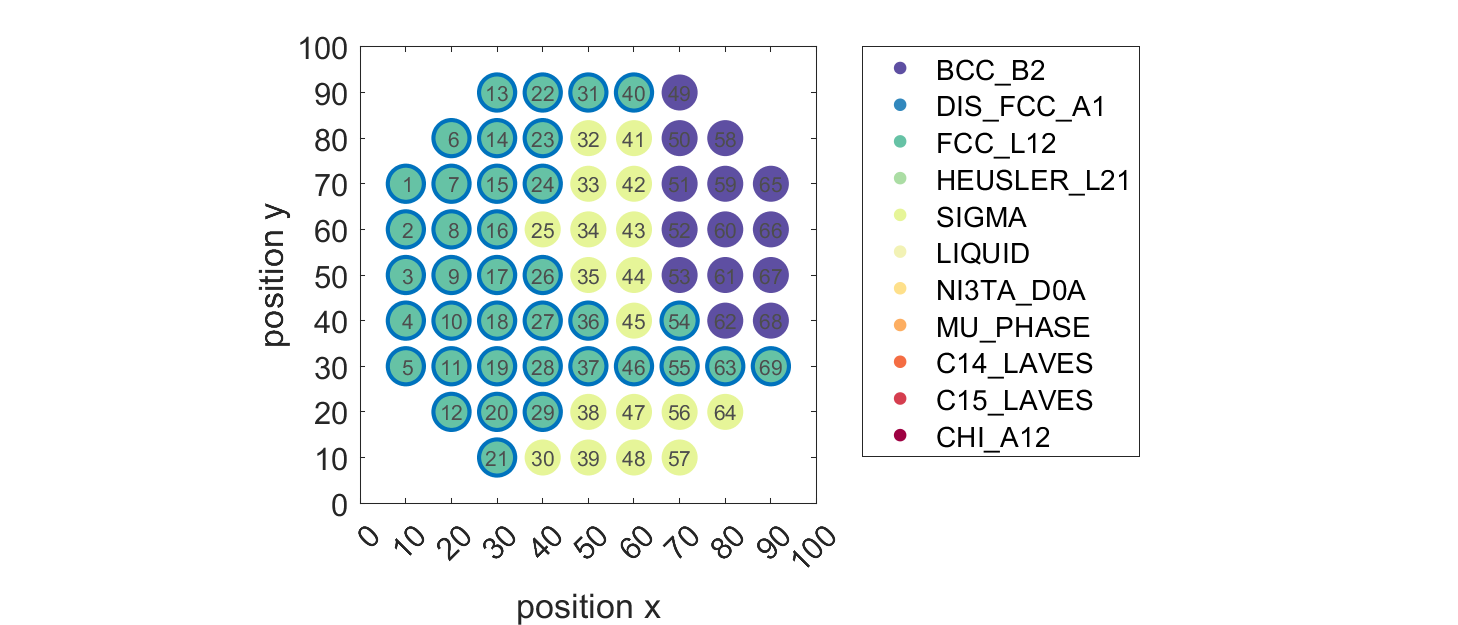 100
90
80
70
60
50
40
30
20
10
0
position y
13 22 31 40 49
6 14 23 32 41 50 58
1 7 15 24 33 42 51 59 65
2 8 16 25 34 43 52 60 66
3 9 17 26 35 44 53 61 67
4 10 18 27 36 45 54 62 68
5 11 19 28 37 46 55 63 69
12 20 29 38 47 56 64
21 30 39 48 57
0 10 20 30 40 50 60 70 80 90 100
position x
BCC_B2
DIS_FCC_A1
FCC_L12
HEUSLER_L21
SIGMA
LIQUID
NI3TA_D0A
MU_PHASE
C14_LAVES
C15_LAVES
CHI_A12